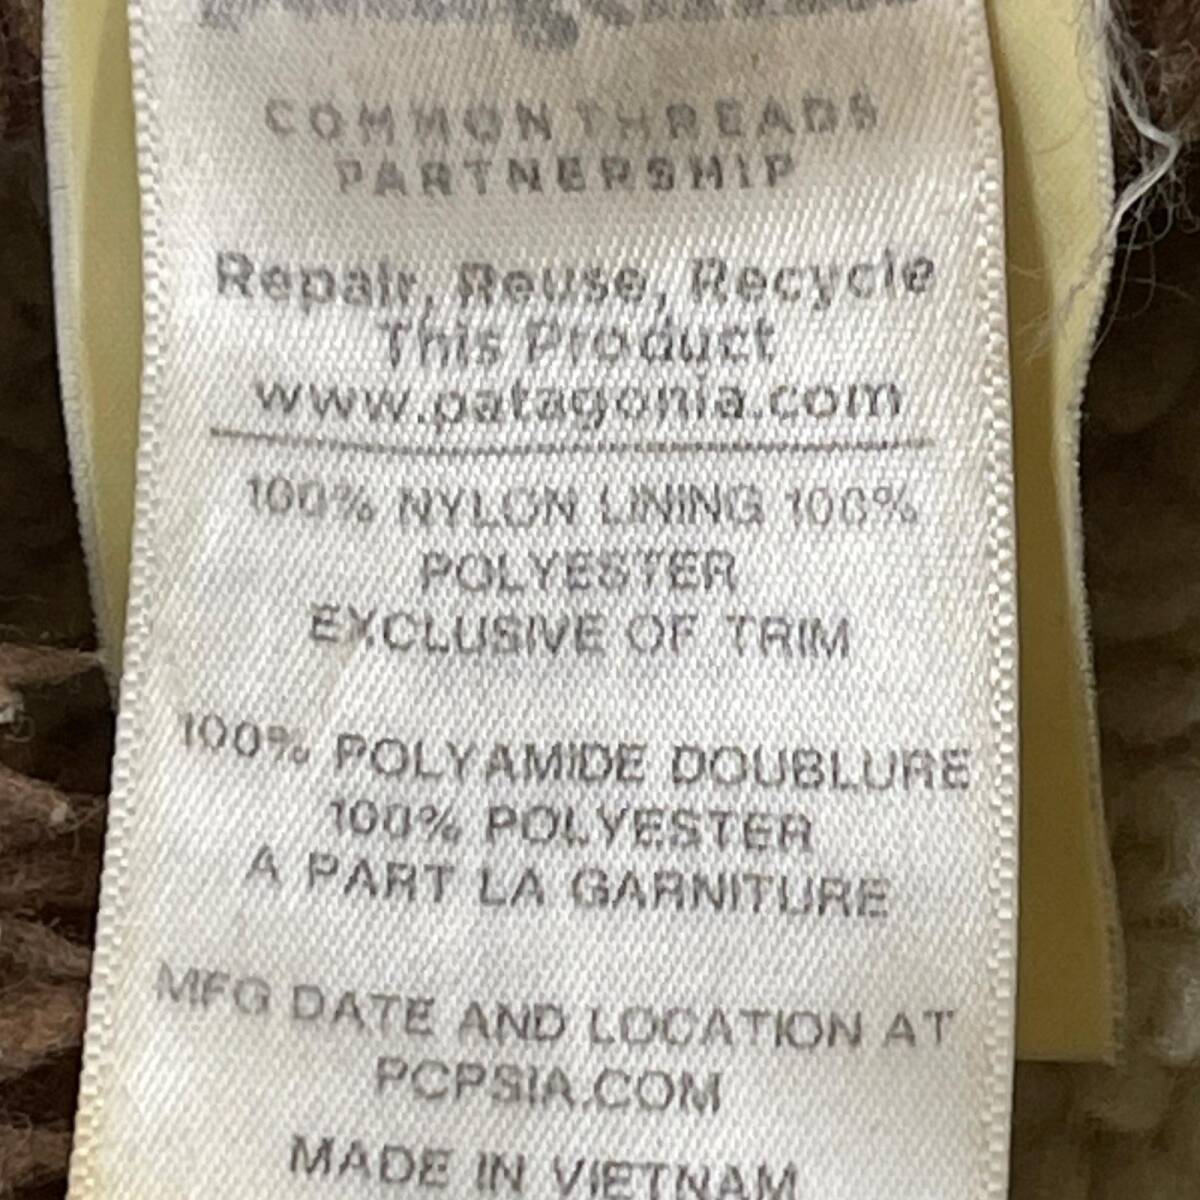 COMMON THREADS
PARTNERSHIP
Repair, Reuse, Recycle
This Product
www.patagonia.com
100% NYLON LINING 100%
POLYESTER
EXCLUSIVE OF TRIM
100% POLYAMIDE DOUBLURE
100% POLYESTER
A PART LA GARNITURE
MFG DATE AND LOCATION AT
PCPSIA.COM
MADE IN VIETNAM